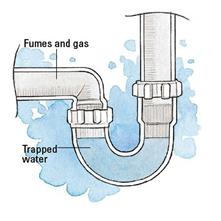 Fumes and gas
Trapped
water